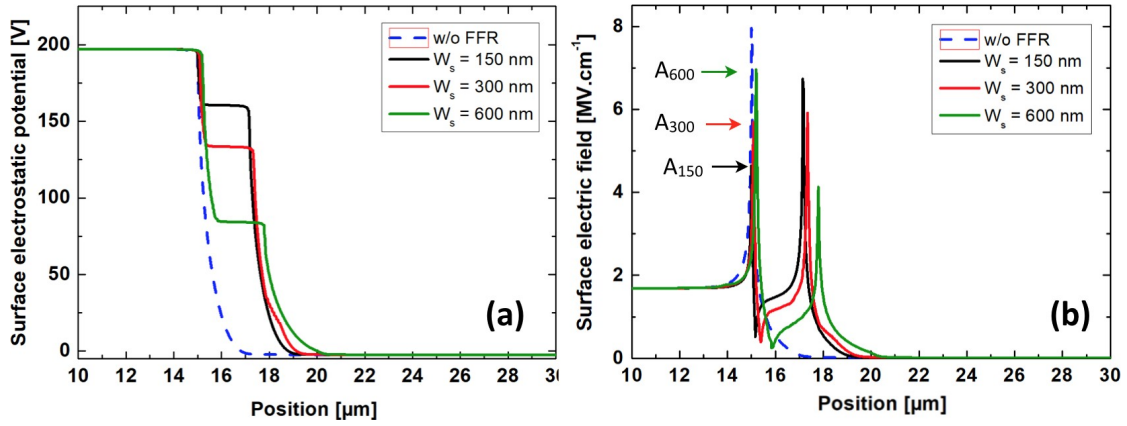 Surface electrostatic potential [V]
200
150
100
50
0
10 12 14 16 18 20 22 24 26 28 30
Position [µm]
w/o FFR
Ws = 150 nm
Ws = 300 nm
Ws = 600 nm
(a)
Surface electric field [MV.cm-1]
8
6
4
2
0
10 12 14 16 18 20 22 24 26 28 30
Position [µm]
A600
A300
A150
w/o FFR
Ws = 150 nm
Ws = 300 nm
Ws = 600 nm
(b)